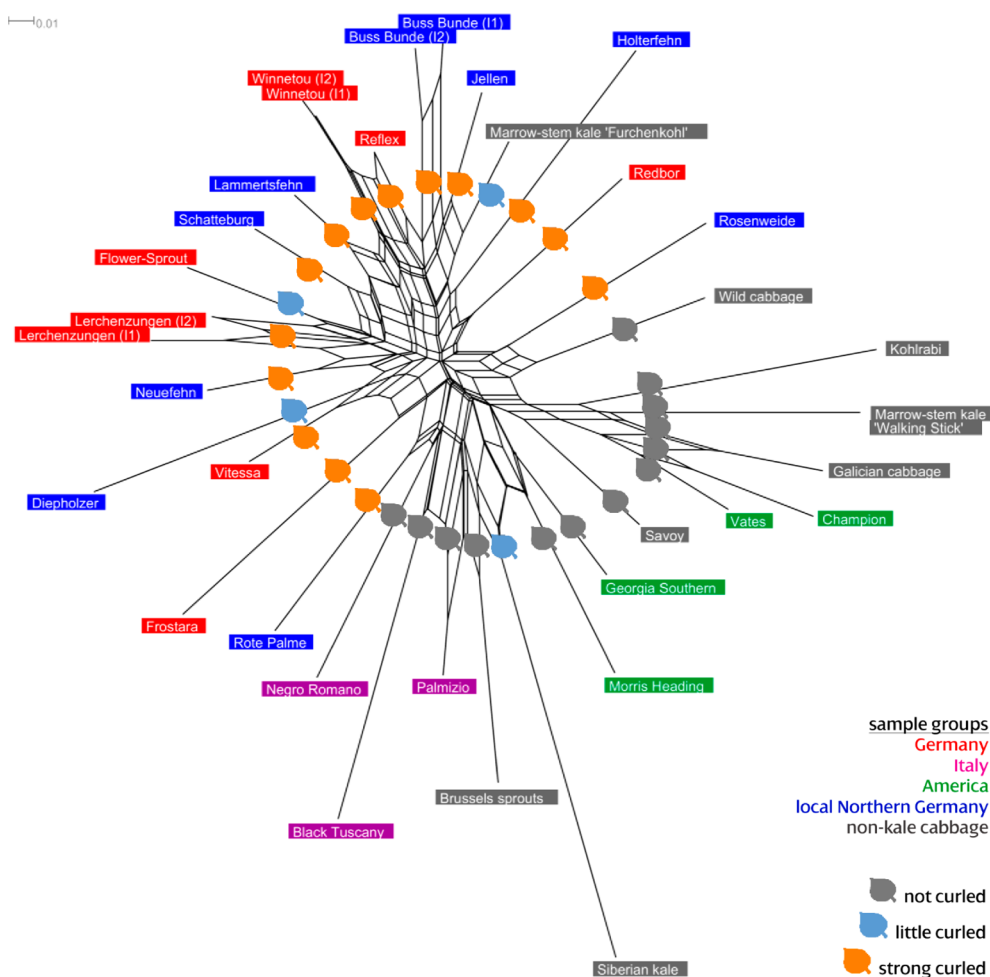 0.01
Buss Bunde (I1)
Buss Bunde (I2)
Holterfehn
Winnetou (I2)
Jellen
Winnetou (I1)
Marrow-stem kale 'Furchenkohl'
Reflex
Redbor
Lammertsfehn
Schatteburg
Rosenweide
Flower-Sprout
Wild cabbage
Lerchenzungen (I2)
Lerchenzungen (I1)
Kohlrabi
Neuefehn
Marrow-stem kale
'Walking Stick'
Vitessa
Galician cabbage
Diepholzer
Vates
Champion
Savoy
Georgia Southern
Frostara
Rote Palme
Negro Romano
Palmizio
Morris Heading
Brussels sprouts
Black Tuscany
Siberian kale
sample groups
Germany
Italy
America
local Northern Germany
non-kale cabbage
not curled
little curled
strong curled